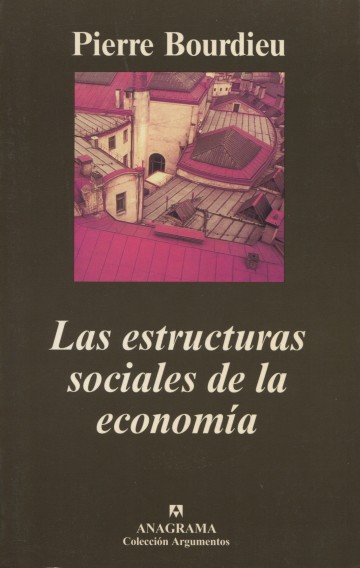 Pierre Bourdieu
Las estructuras
sociales de la
economía
ANAGRAMA
Colección Argumentos